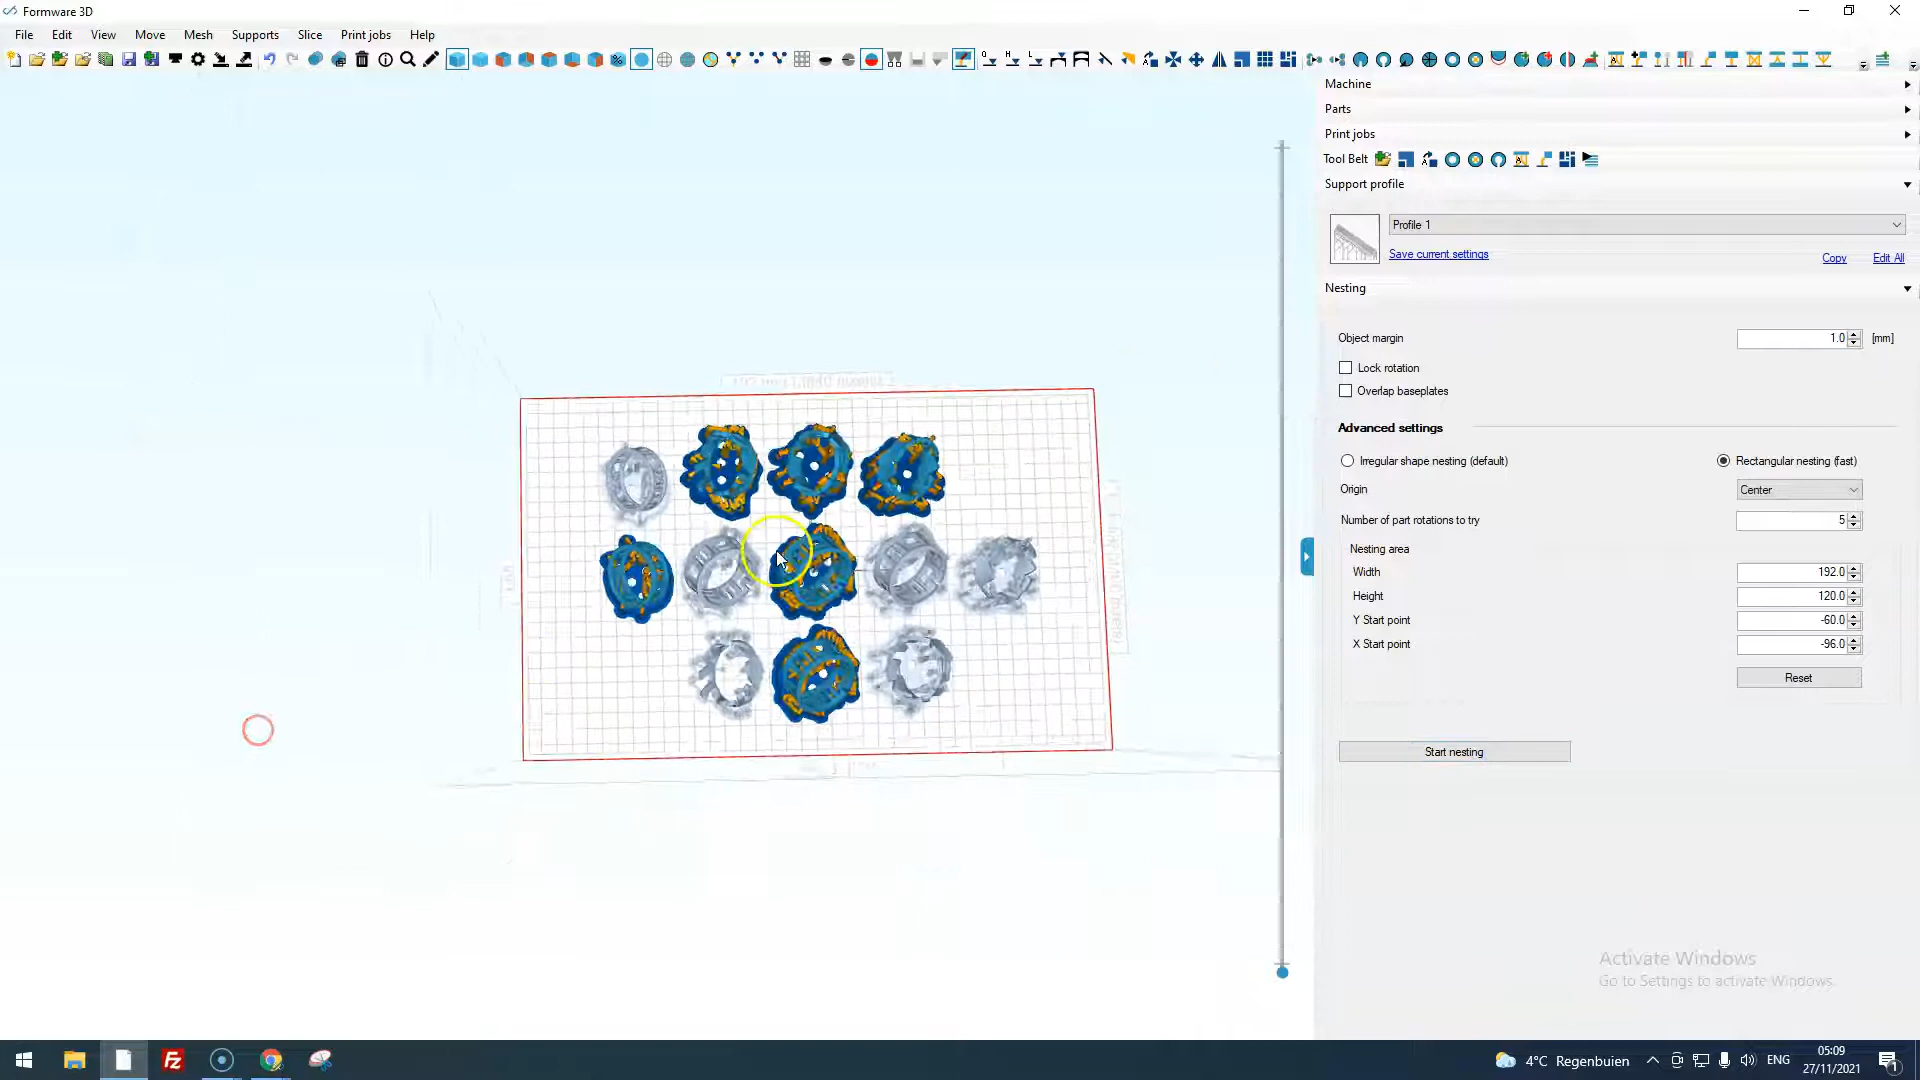 Formware 3D
File Edit View Move Mesh Supports Slice Print jobs Help
Machine
Parts
Print jobs
Tool Belt
Support profile
Profile 1
Save current settings
Copy
Edit All
Nesting
Object margin
1.0
[mm]
Lock rotation
Overlap baseplates
Advanced settings
Irregular shape nesting (default)
Rectangular nesting (fast)
Origin
Center
Number of part rotations to try
5
Nesting area
Width
192.0
Height
120.0
Y Start point
-60.0
X Start point
-96.0
Reset
Start nesting
Activate Windows
Go to Settings to activate Windows.
4°C Regenbuien
ENG
05:09
27/11/2021